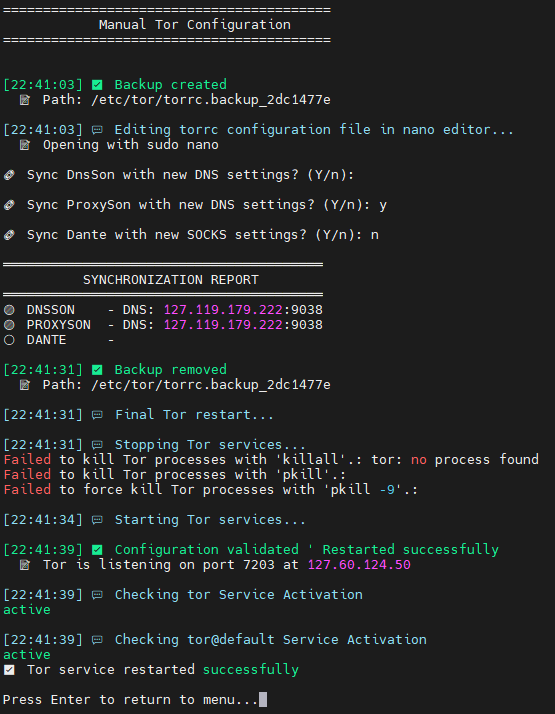 =========================================
Manual Tor Configuration
=========================================
[22:41:03] ✅ Backup created
📝 Path: /etc/tor/torrc.backup_2dc1477e
[22:41:03] 💬 Editing torrc configuration file in nano editor...
📝 Opening with sudo nano
Sync DnsSon with new DNS settings? (Y/n):
Sync ProxySon with new DNS settings? (Y/n): y
Sync Dante with new SOCKS settings? (Y/n): n
════════════════════════════════════════
SYNCHRONIZATION REPORT
════════════════════════════════════════
DNSSON - DNS: 127.119.179.222:9038
PROXYSON - DNS: 127.119.179.222:9038
DANTE -
[22:41:31] ✅ Backup removed
📝 Path: /etc/tor/torrc.backup_2dc1477e
[22:41:31] 💬 Final Tor restart...
[22:41:31] 💬 Stopping Tor services...
Failed to kill Tor processes with 'killall'.: tor: no process found
Failed to kill Tor processes with 'pkill'.:
Failed to force kill Tor processes with 'pkill -9'.:
[22:41:34] 💬 Starting Tor services...
[22:41:39] ✅ Configuration validated ' Restarted successfully
📝 Tor is listening on port 7203 at 127.60.124.50
[22:41:39] 💬 Checking tor Service Activation
active
[22:41:39] 💬 Checking tor@default Service Activation
active
☑ Tor service restarted successfully
Press Enter to return to menu...